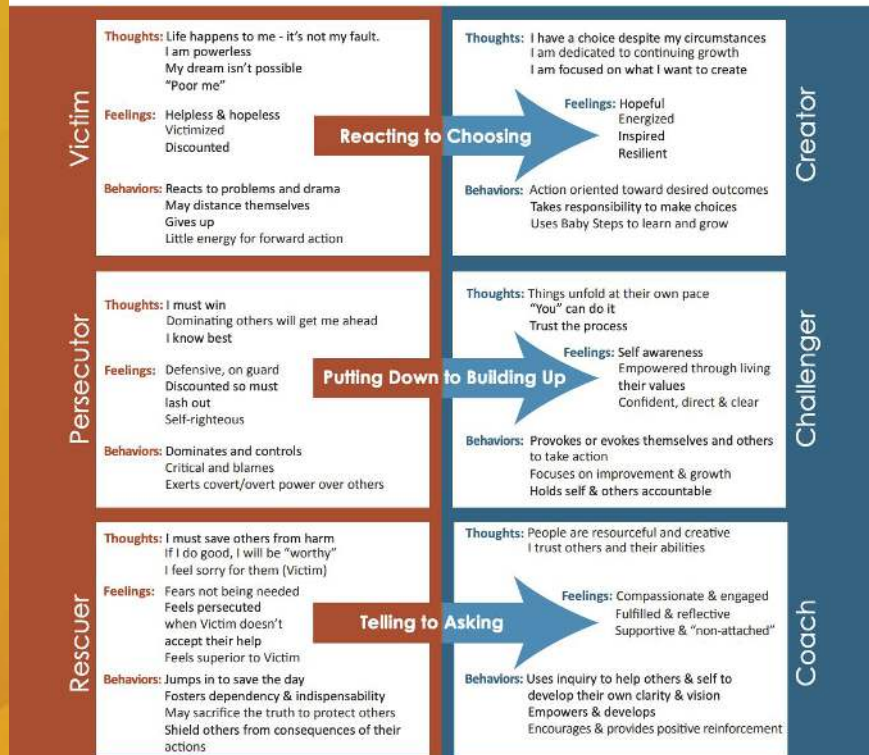 Victim
Thoughts: Life happens to me - it's not my fault.
I am powerless
My dream isn't possible
"Poor me"
Feelings: Helpless & hopeless
Victimized
Discounted
Behaviors: Reacts to problems and drama
May distance themselves
Gives up
Little energy for forward action
Reacting to Choosing
Thoughts: I have a choice despite my circumstances
I am dedicated to continuing growth
I am focused on what I want to create
Feelings: Hopeful
Energized
Inspired
Resilient
Behaviors: Action oriented toward desired outcomes
Takes responsibility to make choices
Uses Baby Steps to learn and grow
Creator
Persecutor
Thoughts: I must win
Dominating others will get me ahead
I know best
Feelings: Defensive, on guard
Discounted so must
lash out
Self-righteous
Behaviors: Dominates and controls
Critical and blames
Exerts covert/overt power over others
Putting Down to Building Up
Thoughts: Things unfold at their own pace
"You" can do it
Trust the process
Feelings: Self awareness
Empowered through living
their values
Confident, direct & clear
Behaviors: Provokes or evokes themselves and others
to take action
Focuses on improvement & growth
Holds self & others accountable
Challenger
Rescuer
Thoughts: I must save others from harm
If I do good, I will be "worthy"
I feel sorry for them (Victim)
Feelings: Fears not being needed
Feels persecuted
when Victim doesn't
accept their help
Feels superior to Victim
Behaviors: Jumps in to save the day
Fosters dependency & indispensability
May sacrifice the truth to protect others
Shield others from consequences of their
actions
Telling to Asking
Thoughts: People are resourceful and creative
I trust others and their abilities
Feelings: Compassionate & engaged
Fulfilled & reflective
Supportive & "non-attached"
Behaviors: Uses inquiry to help others & self to
develop their own clarity & vision
Empowers & develops
Encourages & provides positive reinforcement
Coach